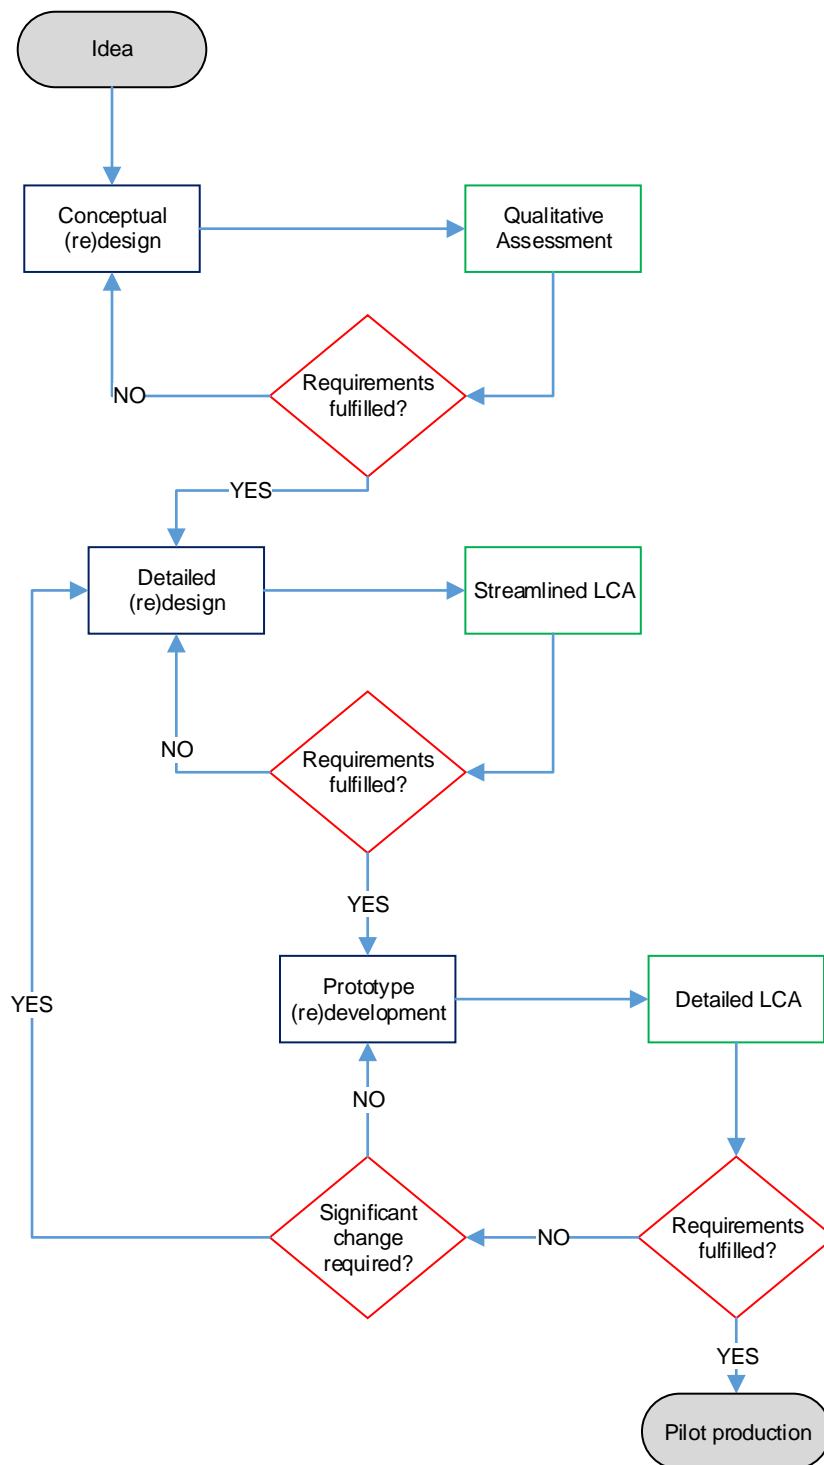 Idea
Conceptual
(re)design
Qualitative
Assessment
Requirements
fulfilled?
NO
YES
Detailed
(re)design
Streamlined LCA
Requirements
fulfilled?
NO
YES
Prototype
(re)development
Detailed LCA
YES
NO
Significant
change
required?
NO
Requirements
fulfilled?
YES
Pilot production